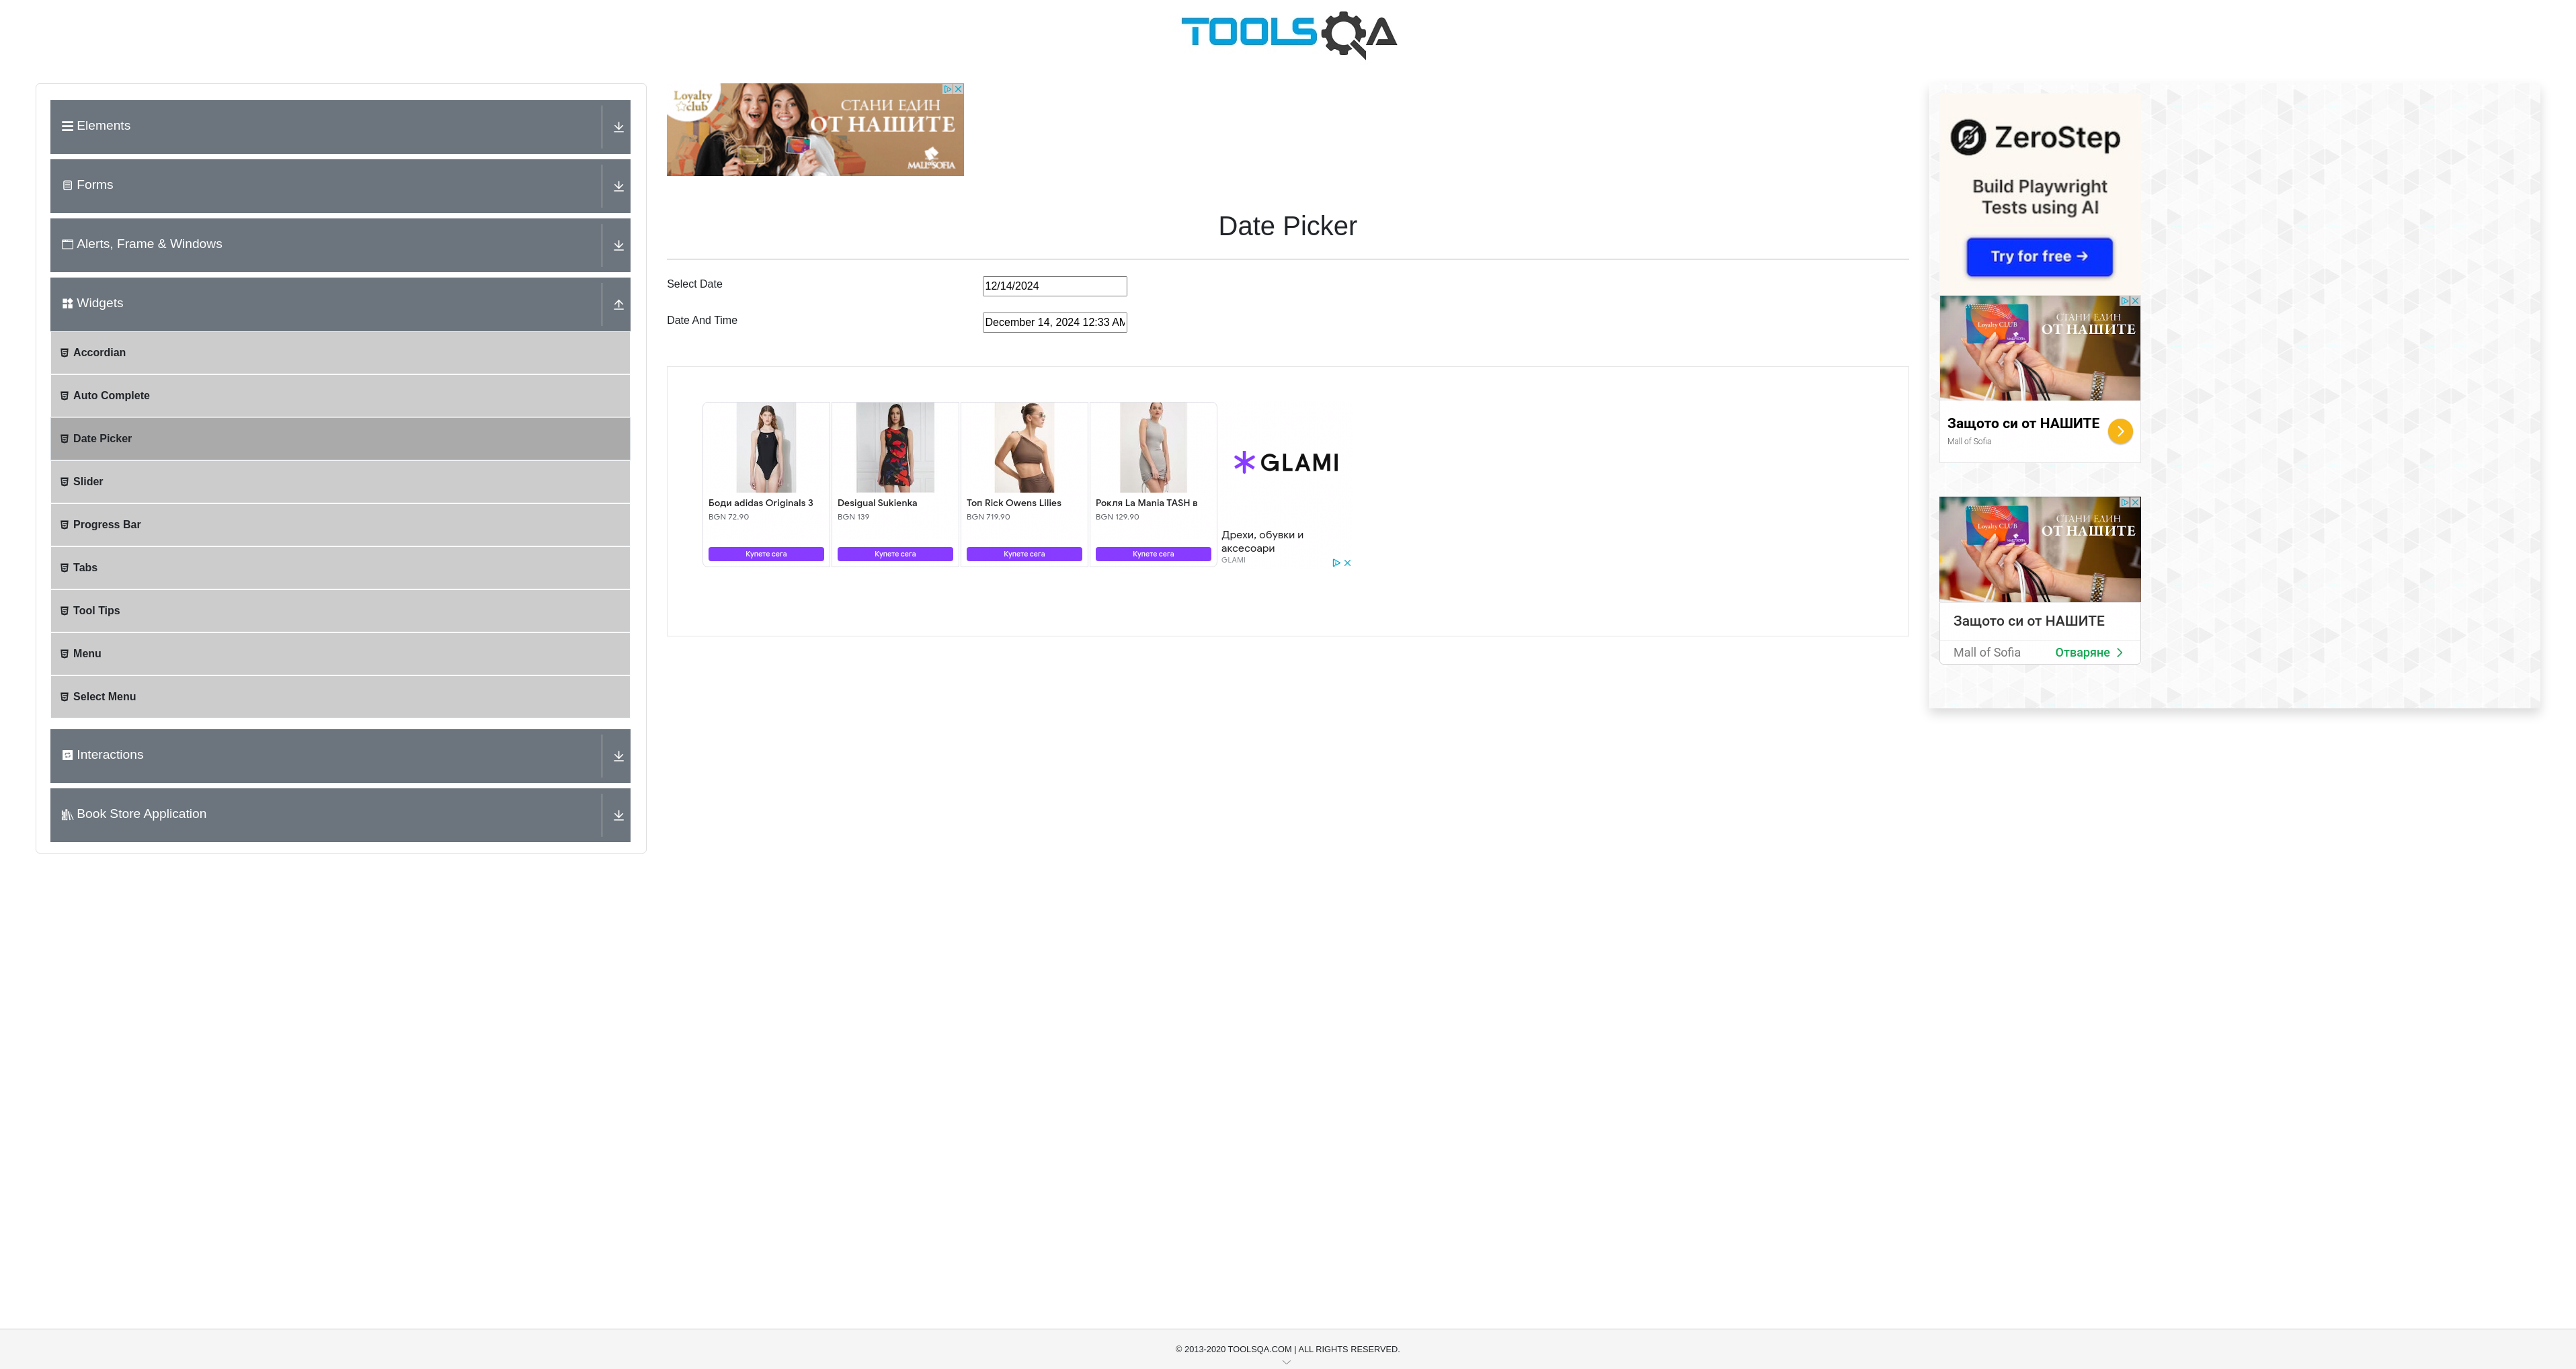 TOOLSQA
Elements
Forms
Alerts, Frame & Windows
Widgets
Accordian
Auto Complete
Date Picker
Slider
Progress Bar
Tabs
Tool Tips
Menu
Select Menu
Interactions
Book Store Application
Loyalty
club
СТАНИ ЕДИН
ОТ НАШИТЕ
MALL OF SOFIA
Date Picker
Select Date
12/14/2024
Date And Time
December 14, 2024 12:33 AM
Боди adidas Originals 3
BGN 72.90
Купете сега
Desigual Sukienka
BGN 139
Купете сега
Топ Rick Owens Lilies
BGN 719.90
Купете сега
Рокля La Mania TASH в
BGN 129.90
Купете сега
GLAMI
Дрехи, обувки и
аксесоари
GLAMI
ZeroStep
Build Playwright
Tests using AI
Try for free →
Loyalty CLUB
СТАНИ ЕДИН
ОТ НАШИТЕ
Защото си от НАШИТЕ
Mall of Sofia
Loyalty CLUB
СТАНИ ЕДИН
ОТ НАШИТЕ
Защото си от НАШИТЕ
Mall of Sofia Отваряне
© 2013-2020 TOOLSQA.COM | ALL RIGHTS RESERVED.